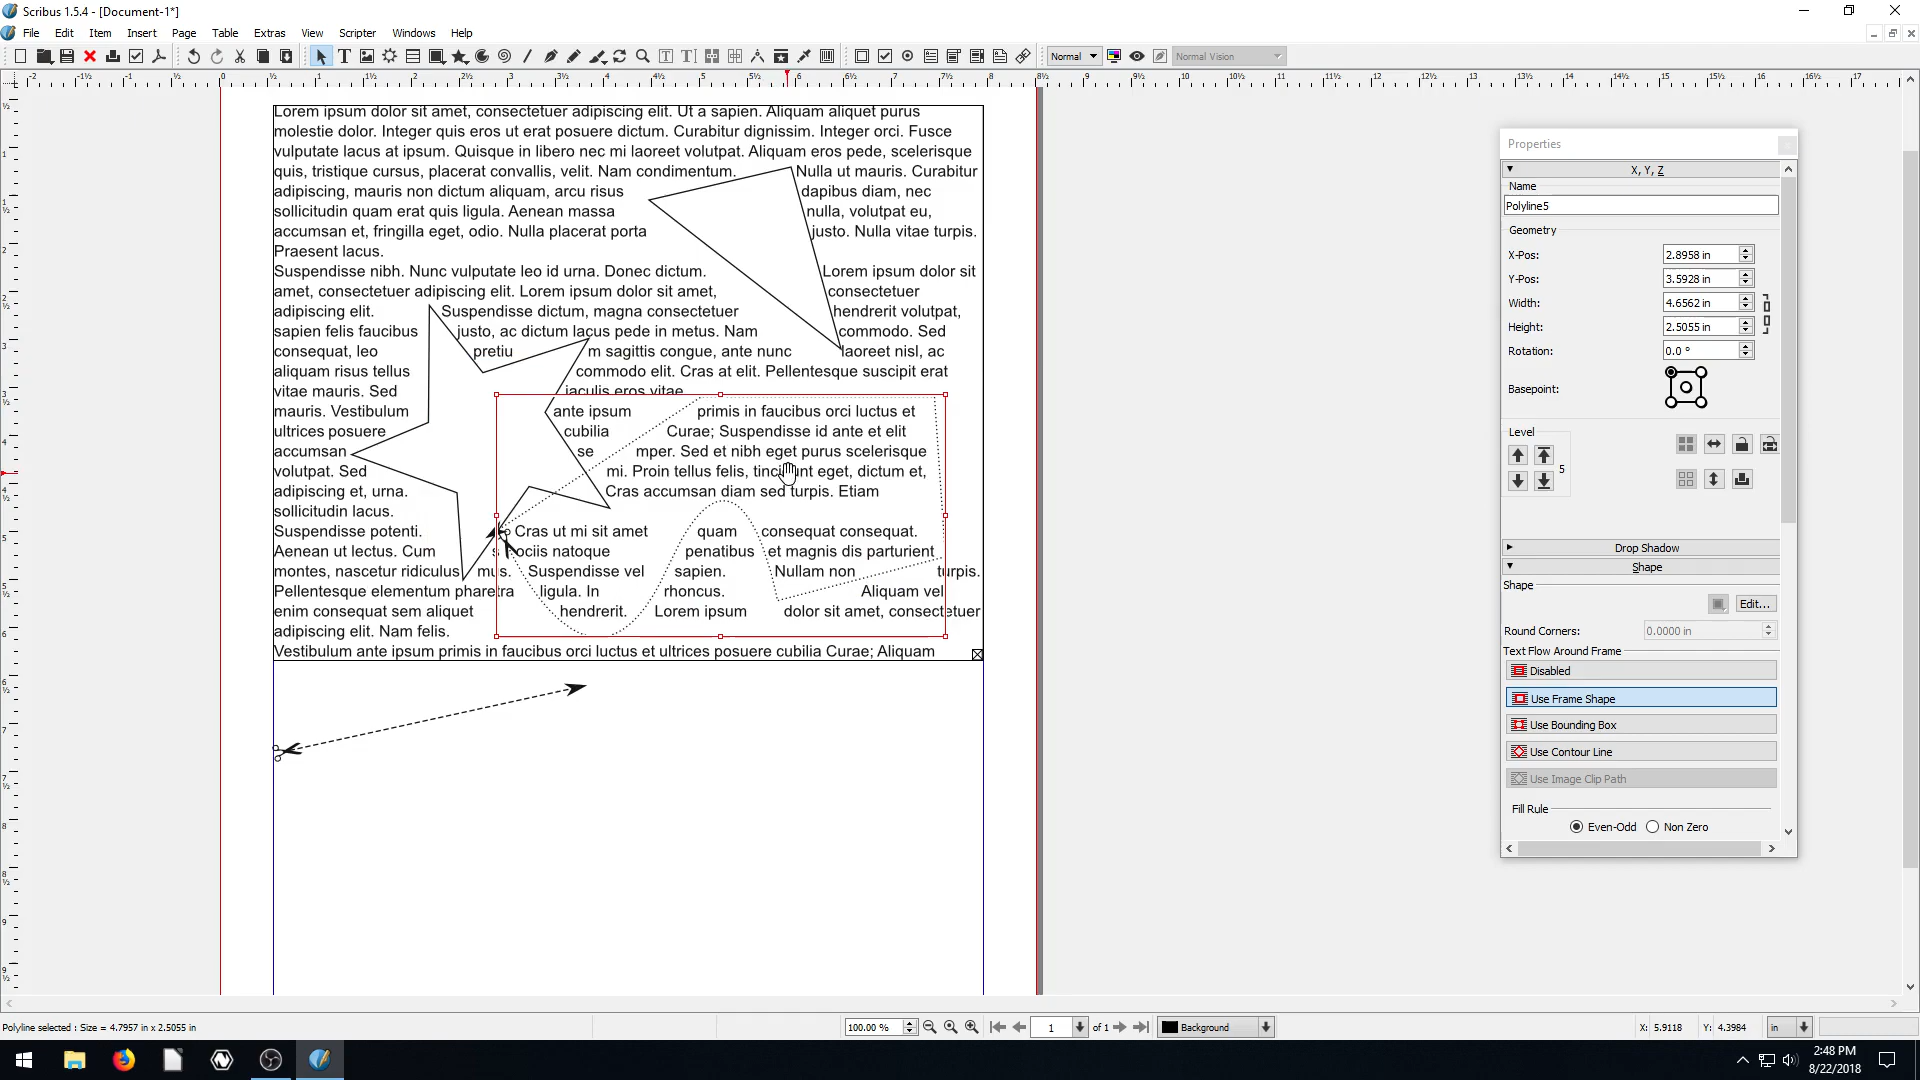 Scribus 1.5.4 - [Document-1*]
File Edit Item Insert Page Table Extras View Scripter Windows Help
Normal Normal Vision
Lorem ipsum dolor sit amet, consectetuer adipiscing elit. Ut a sapien. Aliquam aliquet purus
molestie dolor. Integer quis eros ut erat posuere dictum. Curabitur dignissim. Integer orci. Fusce
vulputate lacus at ipsum. Quisque in libero nec mi laoreet volutpat. Aliquam eros pede, scelerisque
quis, tristique cursus, placerat convallis, velit. Nam condimentum. Nulla ut mauris. Curabitur
adipiscing, mauris non dictum aliquam, arcu risus dapibus diam, nec
sollicitudin quam erat quis ligula. Aenean massa nulla, volutpat eu,
accumsan et, fringilla eget, odio. Nulla placerat porta justo. Nulla vitae turpis.
Praesent lacus.
Suspendisse nibh. Nunc vulputate leo id urna. Donec dictum. Lorem ipsum dolor sit
amet, consectetuer adipiscing elit. Lorem ipsum dolor sit amet, consectetuer
adipiscing elit. Suspendisse dictum, magna consectetuer hendrerit volutpat,
sapien felis faucibus justo, ac dictum lacus pede in metus. Nam commodo. Sed
consequat, leo pretiu m sagittis congue, ante nunc laoreet nisl, ac
aliquam risus tellus commodo elit. Cras at elit. Pellentesque suscipit erat
vitae mauris. Sed iaculis eros vitae
mauris. Vestibulum ante ipsum primis in faucibus orci luctus et
ultrices posuere cubilia Curae; Suspendisse id ante et elit
accumsan se mper. Sed et nibh eget purus scelerisque
volutpat. Sed mi. Proin tellus felis, tincidunt eget, dictum et,
adipiscing et, urna. Cras accumsan diam sed turpis. Etiam
sollicitudin lacus.
Suspendisse potenti. Cras ut mi sit amet quam consequat consequat.
Aenean ut lectus. Cum s ociis natoque penatibus et magnis dis parturient
montes, nascetur ridiculus mus. Suspendisse vel sapien. Nullam non turpis.
Pellentesque elementum pharetra ligula. In rhoncus. Aliquam vel
enim consequat sem aliquet hendrerit. Lorem ipsum dolor sit amet, consectetuer
adipiscing elit. Nam felis.
Vestibulum ante ipsum primis in faucibus orci luctus et ultrices posuere cubilia Curae; Aliquam
Properties
X, Y, Z
Name
Polyline5
Geometry
X-Pos: 2.8958 in
Y-Pos: 3.5928 in
Width: 4.6562 in
Height: 2.5055 in
Rotation: 0.0 °
Basepoint:
Level
5
Drop Shadow
Shape
Shape
Edit...
Round Corners: 0.0000 in
Text Flow Around Frame
Disabled
Use Frame Shape
Use Bounding Box
Use Contour Line
Use Image Clip Path
Fill Rule
Even-Odd Non Zero
Polyline selected : Size = 4.7957 in x 2.5055 in
100.00 % 1 of 1 Background X: 5.9118 Y: 4.3984 in
2:48 PM
8/22/2018